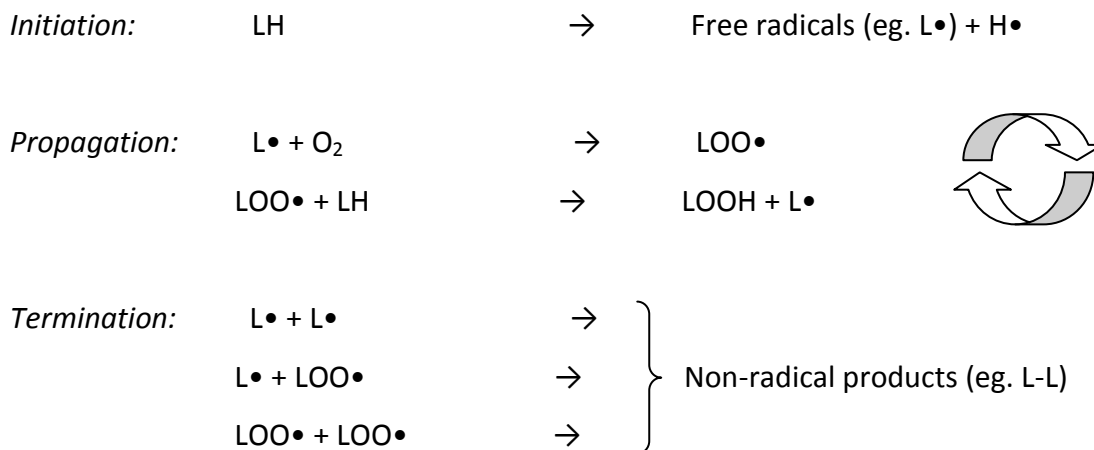 Initiation: LH → Free radicals (eg. L●) + H●
Propagation: L● + O₂ → LOO●
LOO● + LH → LOOH + L●
Termination: L● + L● →
L● + LOO● → Non-radical products (eg. L-L)
LOO● + LOO● →